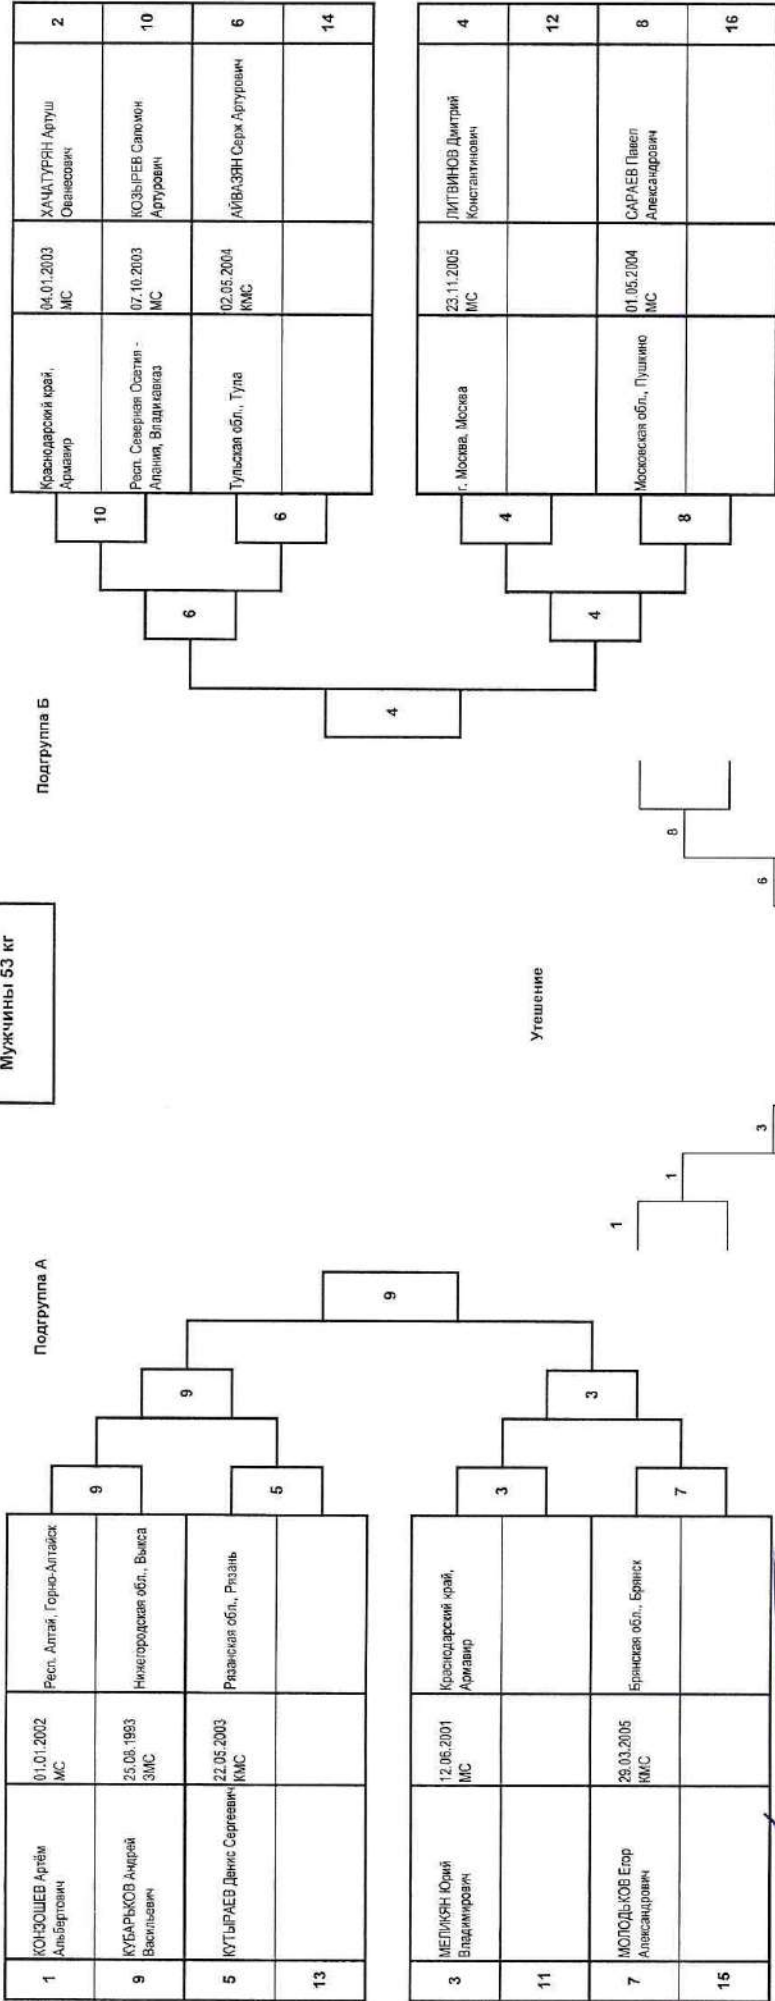 Мужчины 53 кг
Подгруппа А
Подгруппа Б
1
КОНЗОШЕВ Артём
Альбертович
01.01.2002
МС
Респ. Алтай, Горно-Алтайск
9
КУБАРЬКОВ Андрей
Васильевич
25.08.1993
ЗМС
Нижегородская обл., Выкса
5
КУТЫРАЕВ Денис Сергеевич
22.05.2003
КМС
Рязанская обл., Рязань
13
9
5
9
3
МЕЛИКЯН Юрий
Владимирович
12.06.2001
МС
Краснодарский край,
Армавир
11
7
МОЛОДЬКОВ Егор
Александрович
29.03.2005
КМС
Брянская обл., Брянск
15
3
7
3
9
Краснодарский край,
Армавир
04.01.2003
МС
ХАЧАТУРЯН Артуш
Ованесович
2
Респ. Северная Осетия -
Алания, Владикавказ
07.10.2003
МС
КОЗЫРЕВ Саломон
Артурович
10
Тульская обл., Тула
02.05.2004
КМС
АЙВАЗЯН Серж Артурович
6
14
10
6
6
г. Москва, Москва
23.11.2005
МС
ЛИТВИНОВ Дмитрий
Константинович
4
12
Московская обл., Пушкино
01.05.2004
МС
САРАЕВ Павел
Александрович
8
16
4
8
4
4
Утешение
1
1
3
8
6